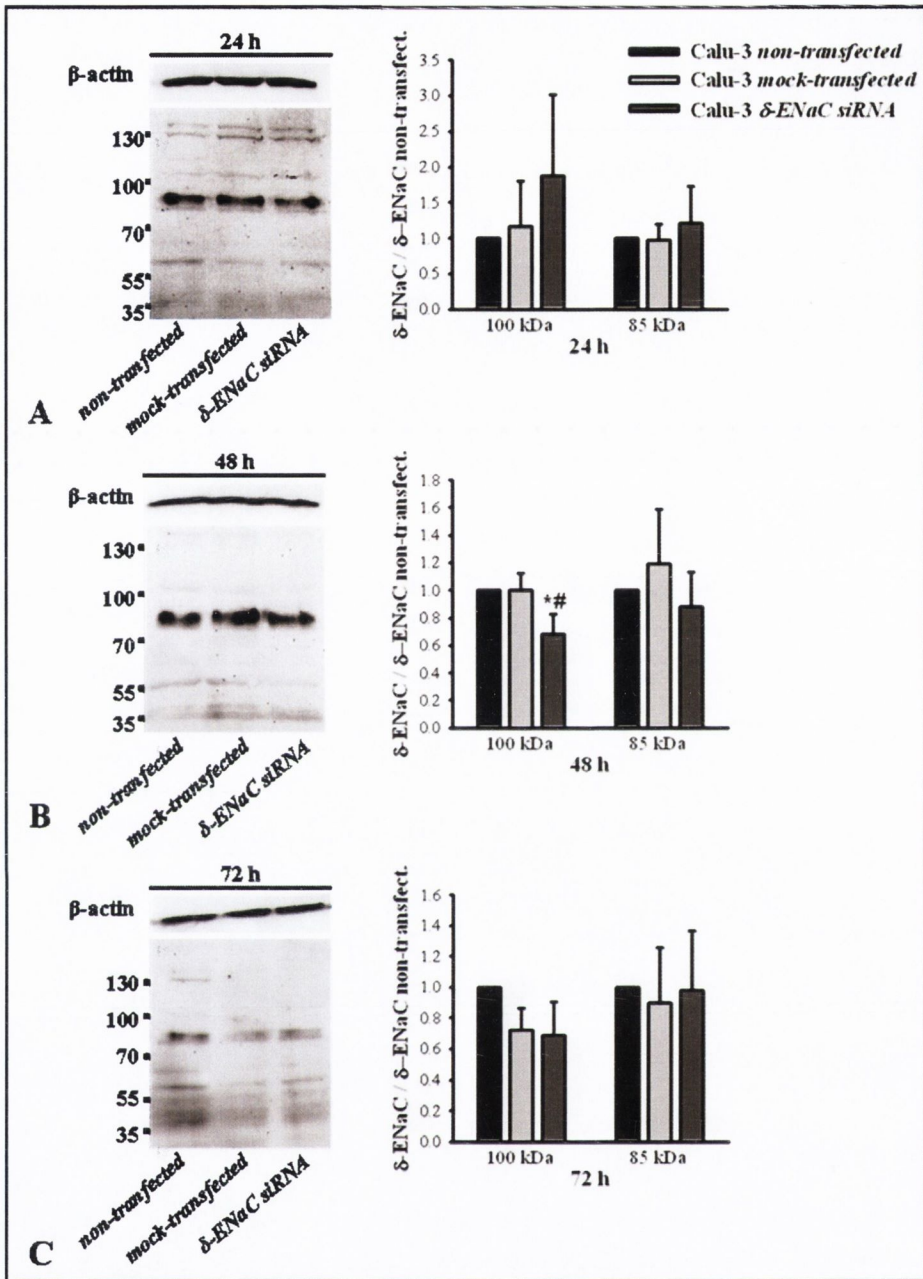 24 h
β-actin
130
100
70
55
35
non-tranfected
mock-transfected
δ-ENaC siRNA
A
δ-ENaC / δ-ENaC non-transfect.
3.5
3.0
2.5
2.0
1.5
1.0
0.5
0.0
100 kDa
85 kDa
24 h
Calu-3 non-transfected
Calu-3 mock-transfected
Calu-3 δ-ENaC siRNA
48 h
β-actin
130
100
70
55
35
non-tranfected
mock-transfected
δ-ENaC siRNA
B
δ-ENaC / δ-ENaC non-transfect.
1.8
1.6
1.4
1.2
1.0
0.8
0.6
0.4
0.2
0.0
*#
100 kDa
85 kDa
48 h
72 h
β-actin
130
100
70
55
35
non-tranfected
mock-transfected
δ-ENaC siRNA
C
δ-ENaC / δ-ENaC non-transfect.
1.6
1.4
1.2
1.0
0.8
0.6
0.4
0.2
0.0
100 kDa
85 kDa
72 h